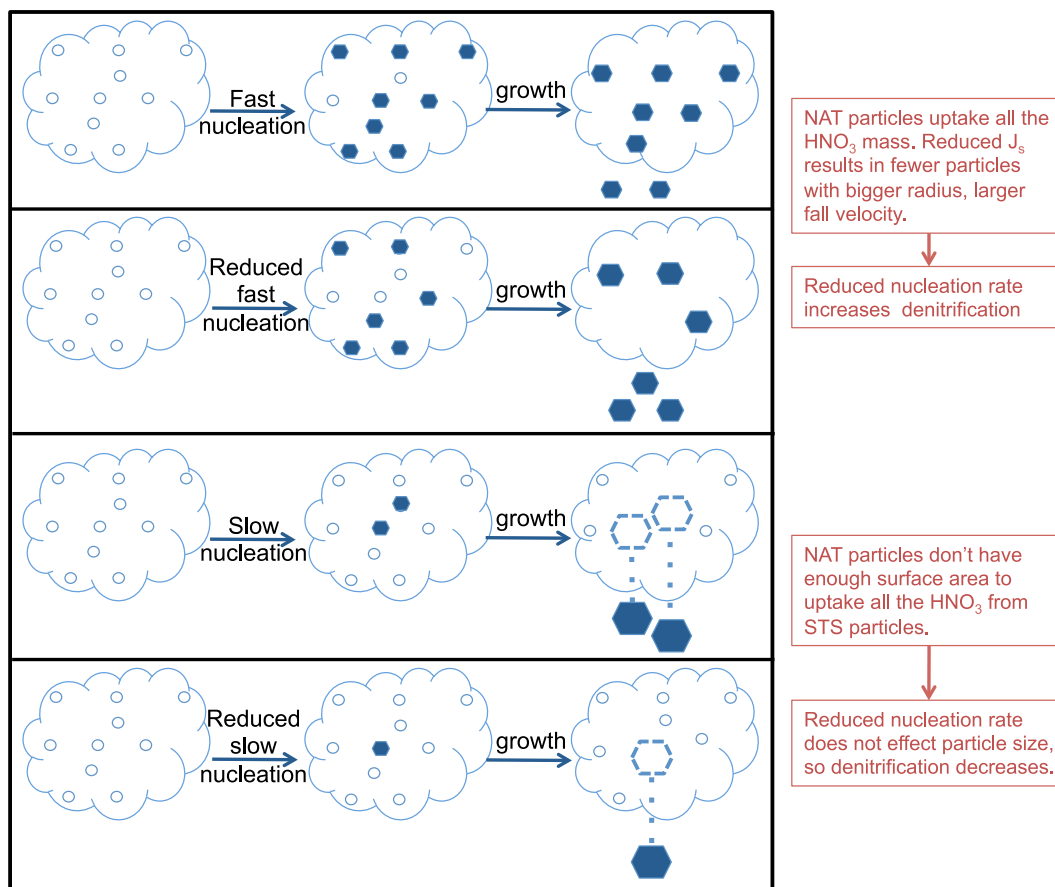 Fast
nucleation
growth
NAT particles uptake all the
HNO₃ mass. Reduced Jₛ
results in fewer particles
with bigger radius, larger
fall velocity.
Reduced
fast
nucleation
growth
Reduced nucleation rate
increases denitrification
Slow
nucleation
growth
NAT particles don’t have
enough surface area to
uptake all the HNO₃ from
STS particles.
Reduced
slow
nucleation
growth
Reduced nucleation rate
does not effect particle size,
so denitrification decreases.